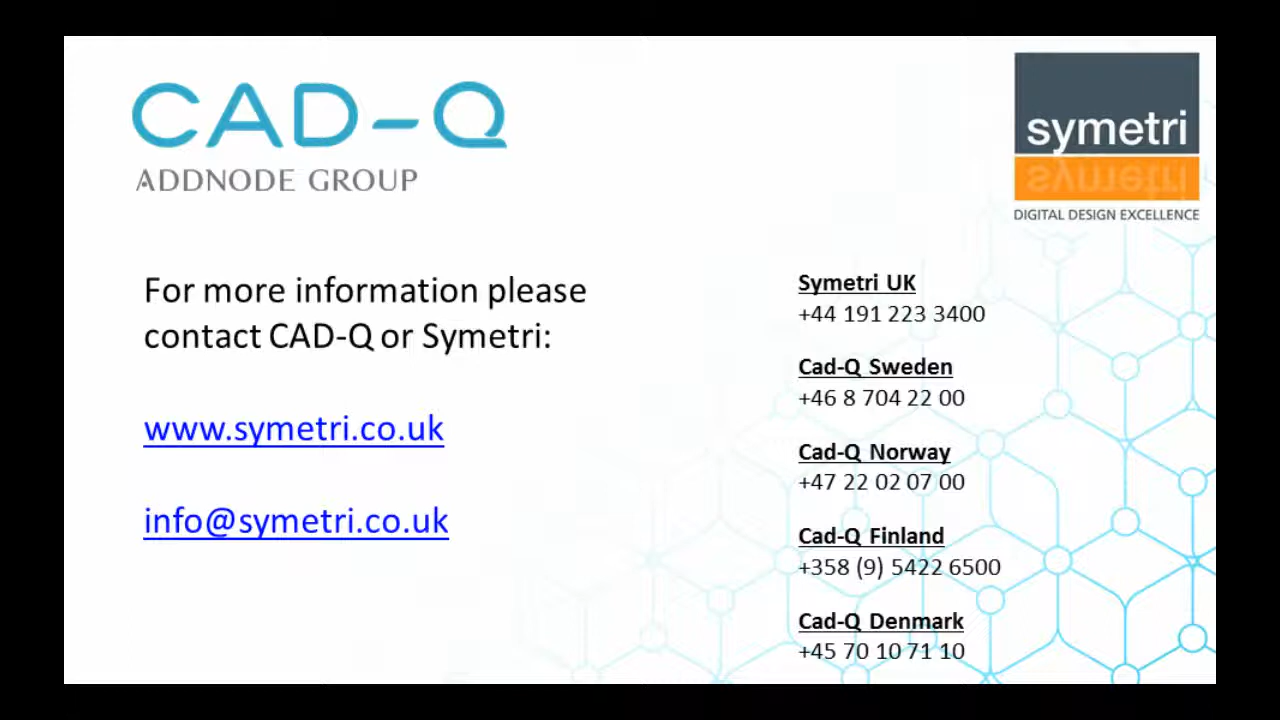 CAD-Q
ADDNODE GROUP
symetri
DIGITAL DESIGN EXCELLENCE
For more information please
contact CAD-Q or Symetri:
www.symetri.co.uk
info@symetri.co.uk
Symetri UK
+44 191 223 3400
Cad-Q Sweden
+46 8 704 22 00
Cad-Q Norway
+47 22 02 07 00
Cad-Q Finland
+358 (9) 5422 6500
Cad-Q Denmark
+45 70 10 71 10